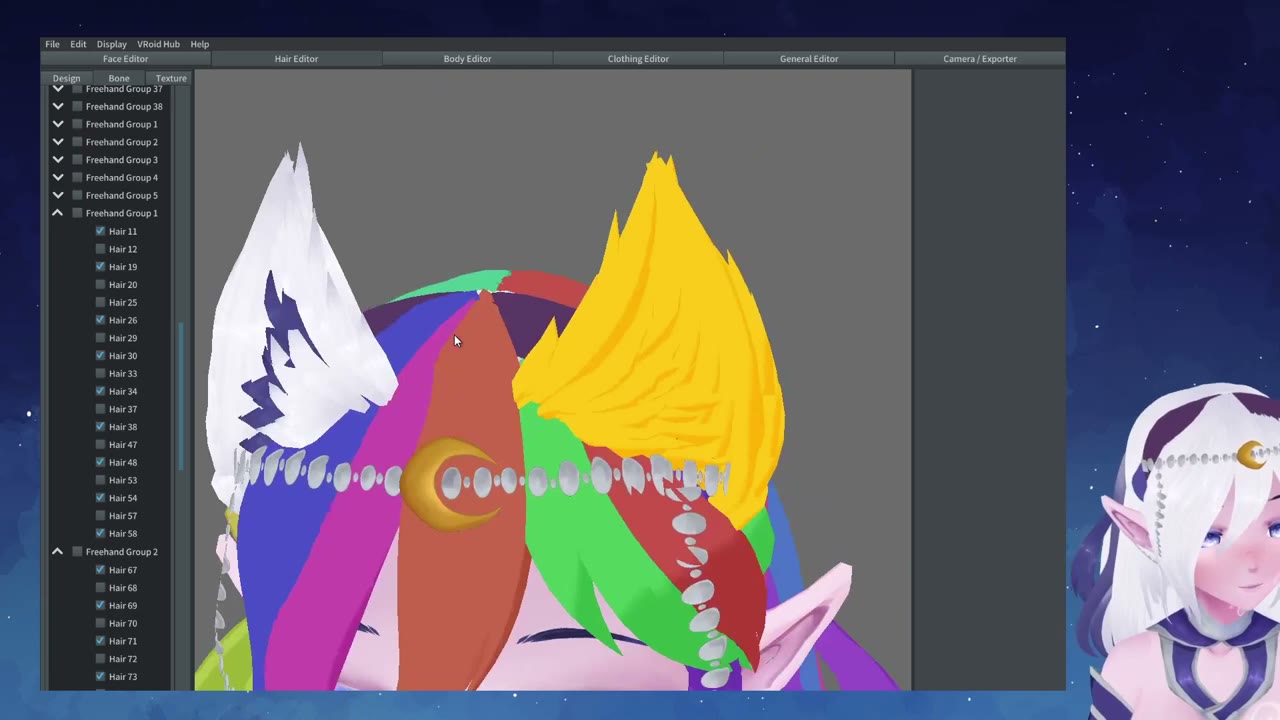 File Edit Display VRoid Hub Help
Face Editor Hair Editor Body Editor Clothing Editor General Editor Camera / Exporter
Design Bone Texture
Freehand Group 37
Freehand Group 38
Freehand Group 1
Freehand Group 2
Freehand Group 3
Freehand Group 4
Freehand Group 5
Freehand Group 1
Hair 11
Hair 12
Hair 19
Hair 20
Hair 25
Hair 26
Hair 29
Hair 30
Hair 33
Hair 34
Hair 37
Hair 38
Hair 47
Hair 48
Hair 53
Hair 54
Hair 57
Hair 58
Freehand Group 2
Hair 67
Hair 68
Hair 69
Hair 70
Hair 71
Hair 72
Hair 73